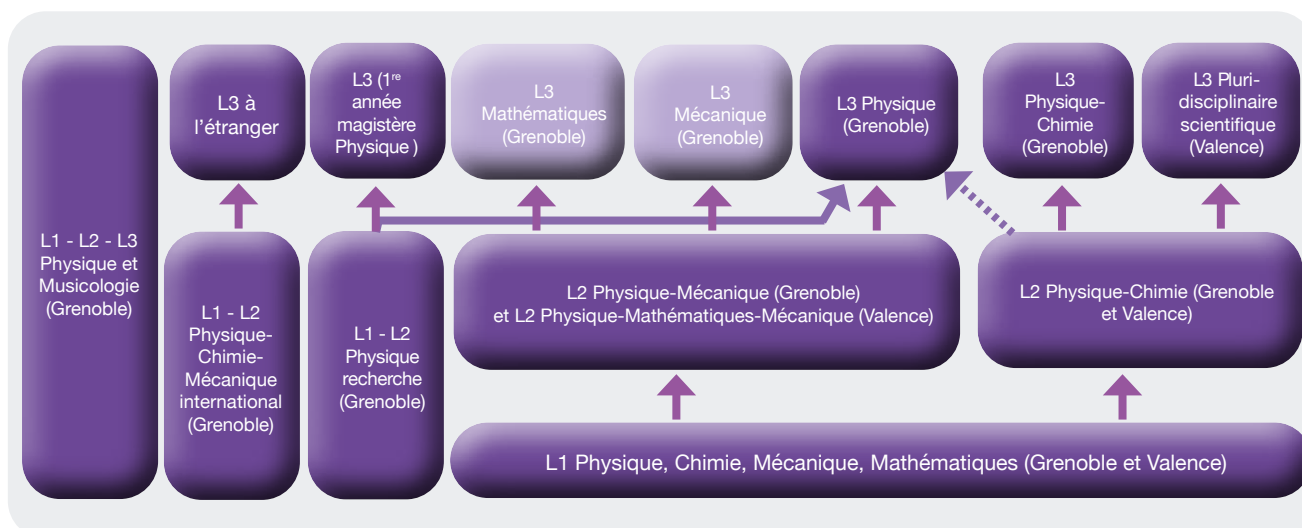 L1 - L2 - L3
Physique et
Musicologie
(Grenoble)
L3 à
l’étranger
L3 (1re
année
magistère
Physique )
L3
Mathématiques
(Grenoble)
L3
Mécanique
(Grenoble)
L3 Physique
(Grenoble)
L3
Physique-
Chimie
(Grenoble)
L3 Pluri-
disciplinaire
scientifique
(Valence)
L1 - L2
Physique-
Chimie-
Mécanique
international
(Grenoble)
L1 - L2
Physique
recherche
(Grenoble)
L2 Physique-Mécanique (Grenoble)
et L2 Physique-Mathématiques-Mécanique (Valence)
L2 Physique-Chimie (Grenoble
et Valence)
L1 Physique, Chimie, Mécanique, Mathématiques (Grenoble et Valence)